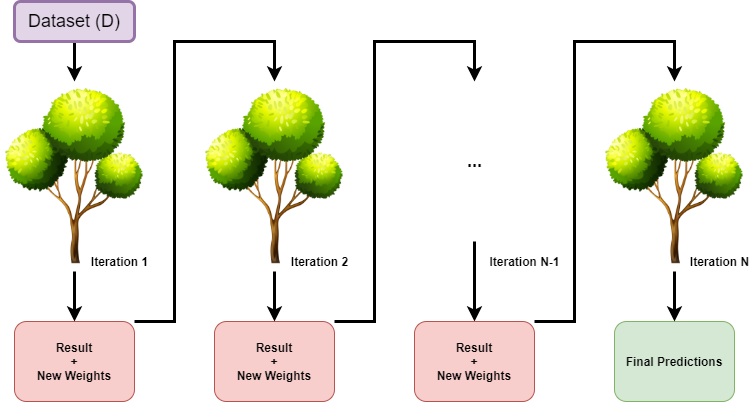 Dataset (D)
...
Iteration 1
Iteration 2
Iteration N-1
Iteration N
Result
+
New Weights
Result
+
New Weights
Result
+
New Weights
Final Predictions